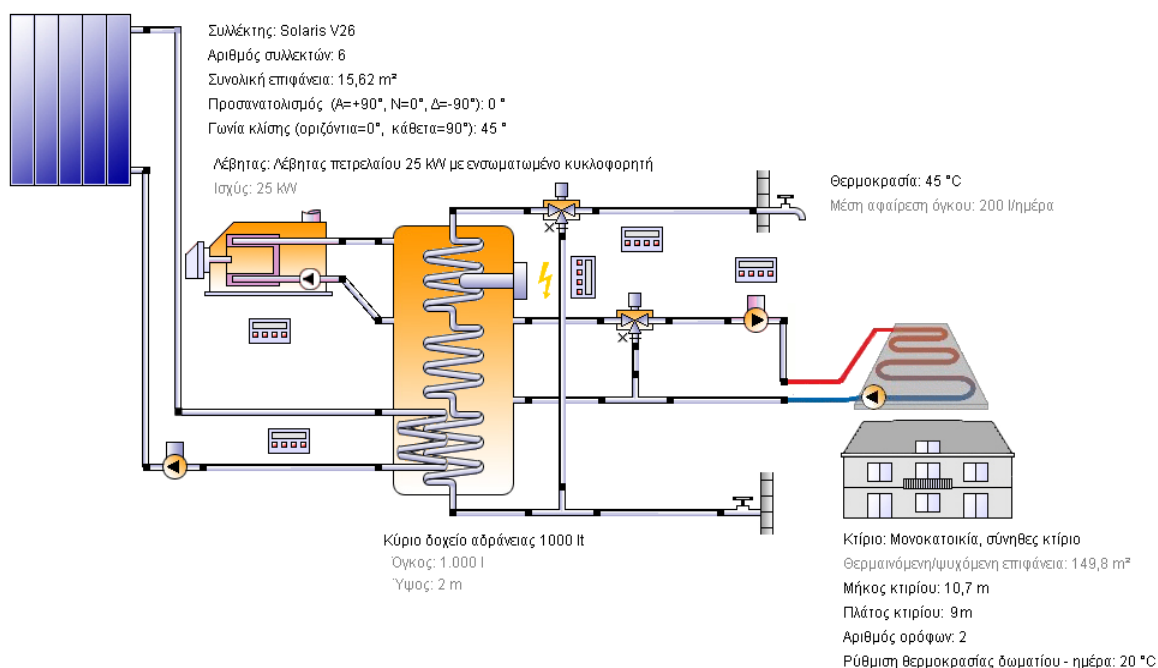 Συλλέκτης: Solaris V26
Αριθμός συλλεκτών: 6
Συνολική επιφάνεια: 15,62 m²
Προσανατολισμός (Α=+90°, Ν=0°, Δ=-90°): 0 °
Γωνία κλίσης (οριζόντια=0°, κάθετα=90°): 45 °
Λέβητας: Λέβητας πετρελαίου 25 kW με ενσωματωμένο κυκλοφορητή
Ισχύς: 25 kW
Θερμοκρασία: 45 °C
Μέση αφαίρεση όγκου: 200 l/ημέρα
Κύριο δοχείο αδράνειας 1000 lt
Όγκος: 1.000 l
Ύψος: 2 m
Κτίριο: Μονοκατοικία, σύνηθες κτίριο
Θερμαινόμενη/ψυχόμενη επιφάνεια: 149,8 m²
Μήκος κτιρίου: 10,7 m
Πλάτος κτιρίου: 9m
Αριθμός ορόφων: 2
Ρύθμιση θερμοκρασίας δωματίου - ημέρα: 20 °C